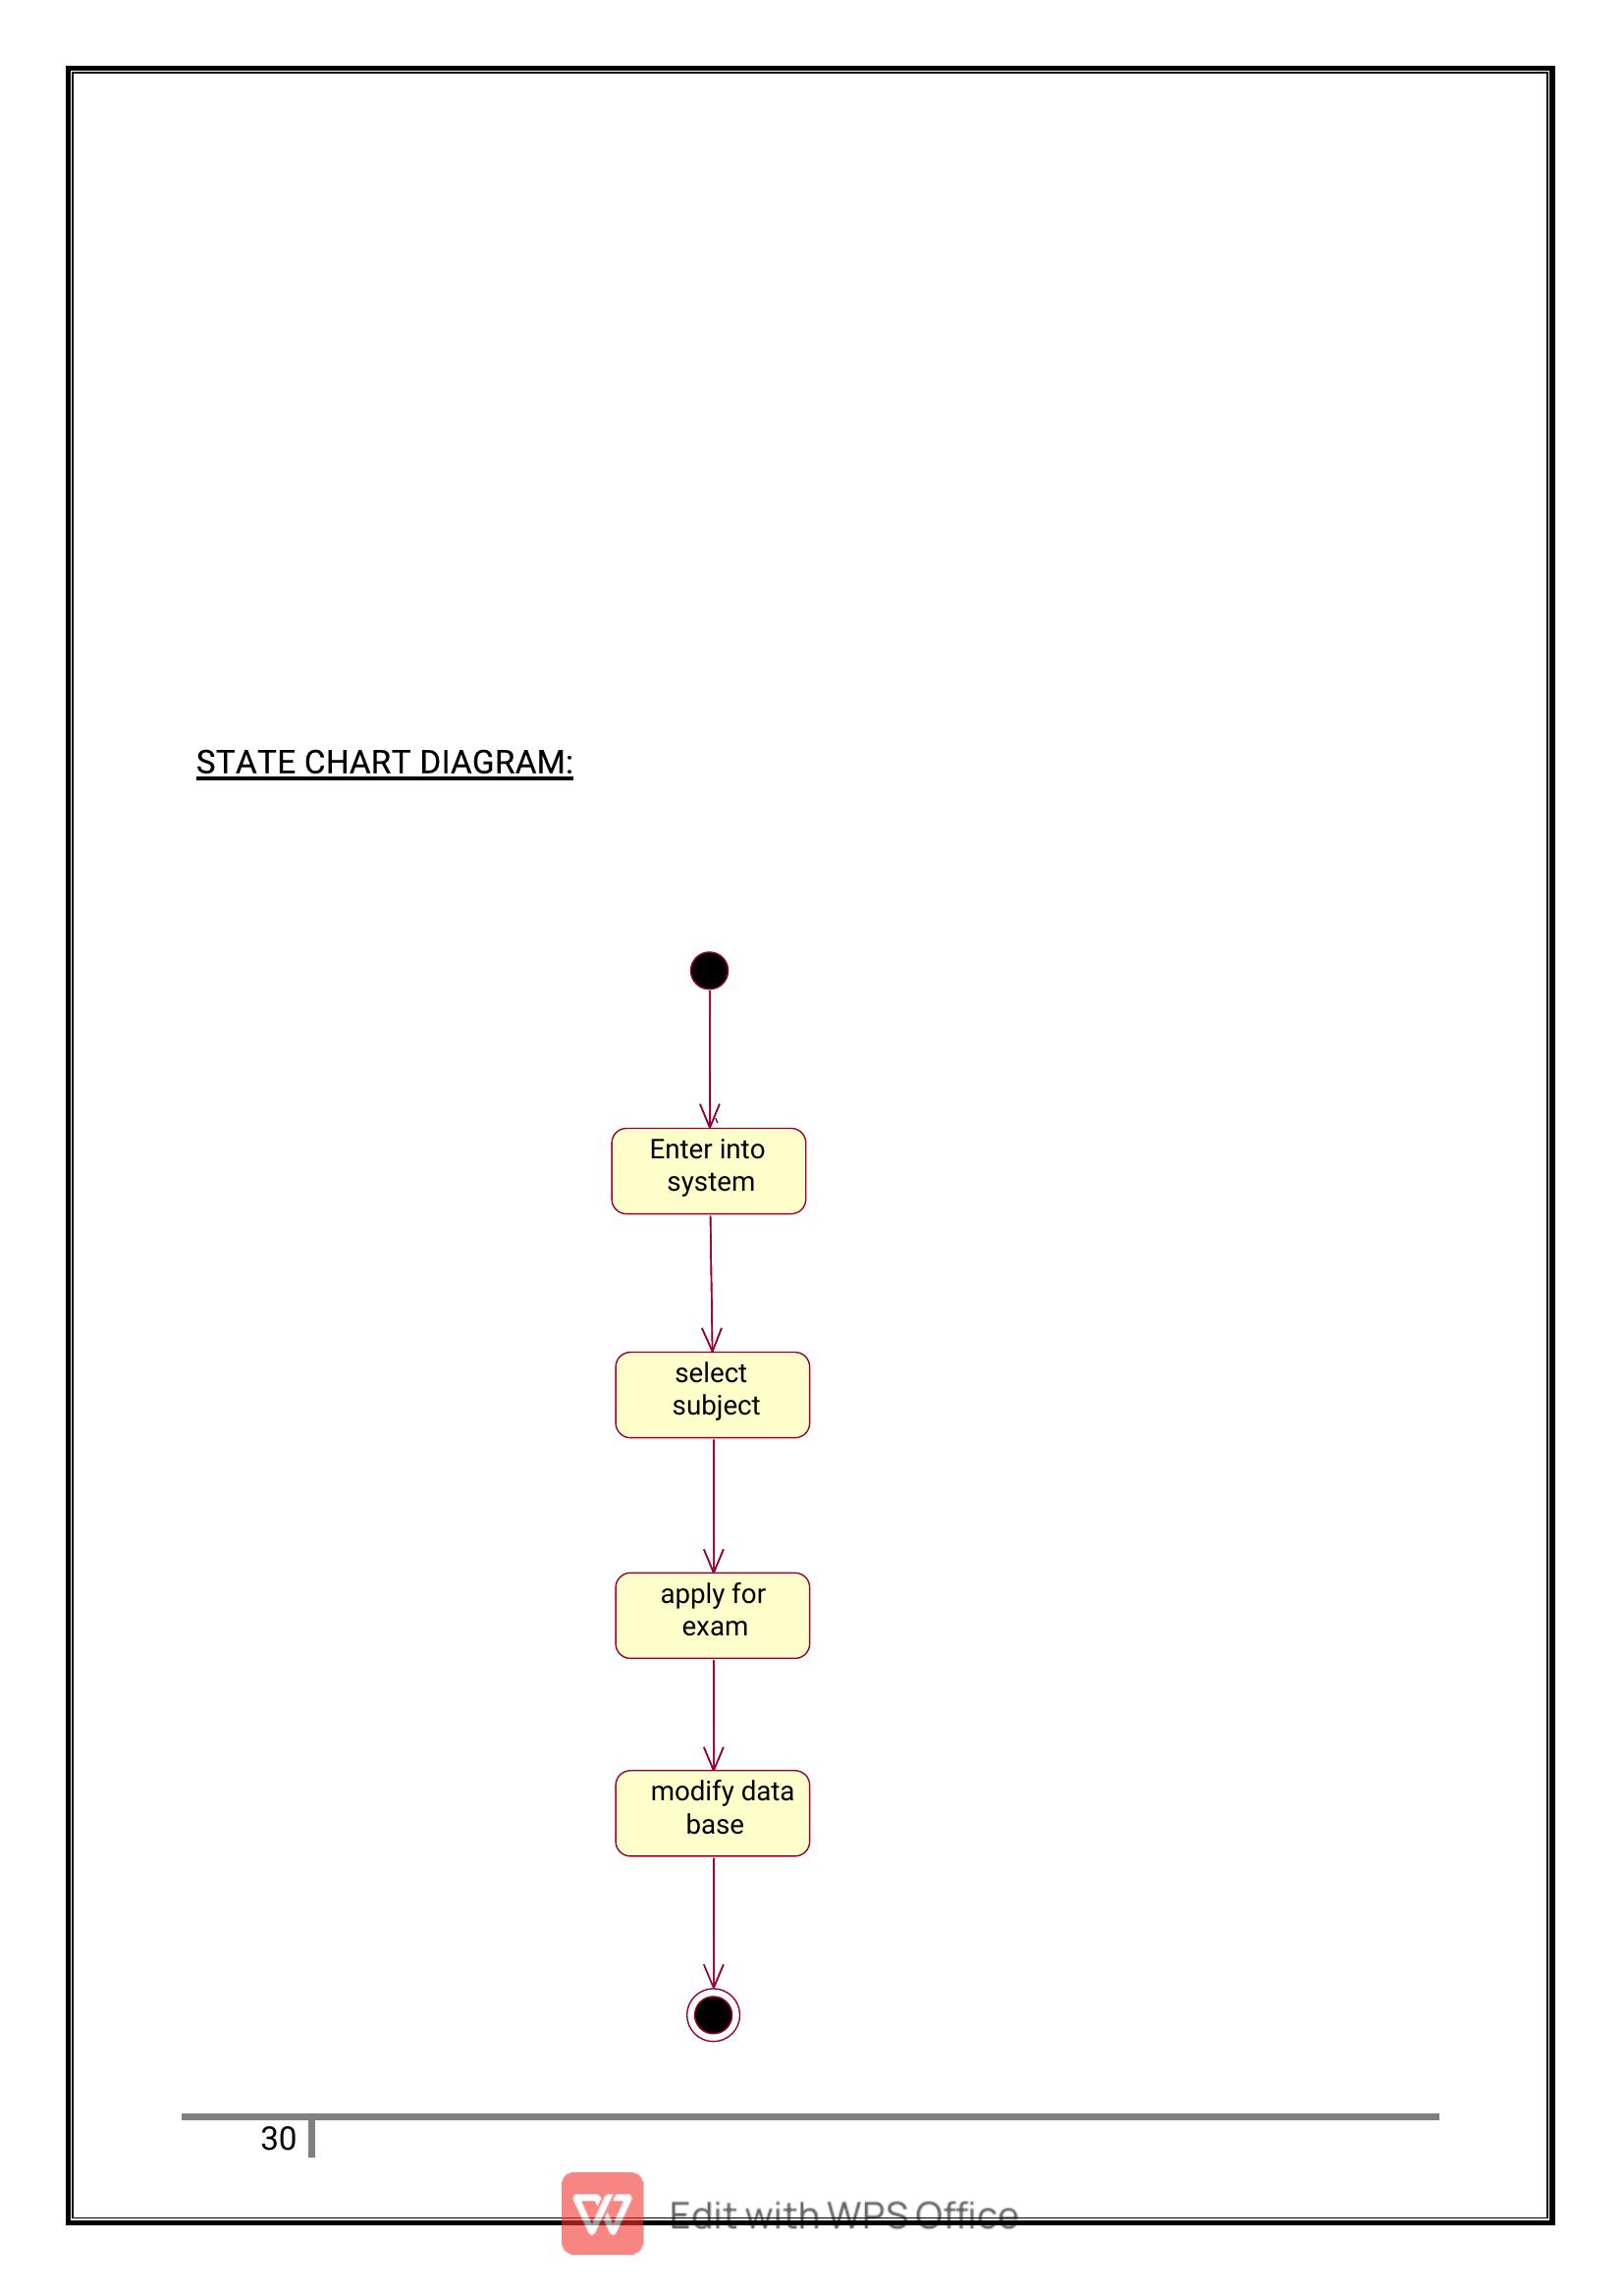 STATE CHART DIAGRAM:
Enter into
system
select
subject
apply for
exam
modify data
base
30
Edit with WPS Office